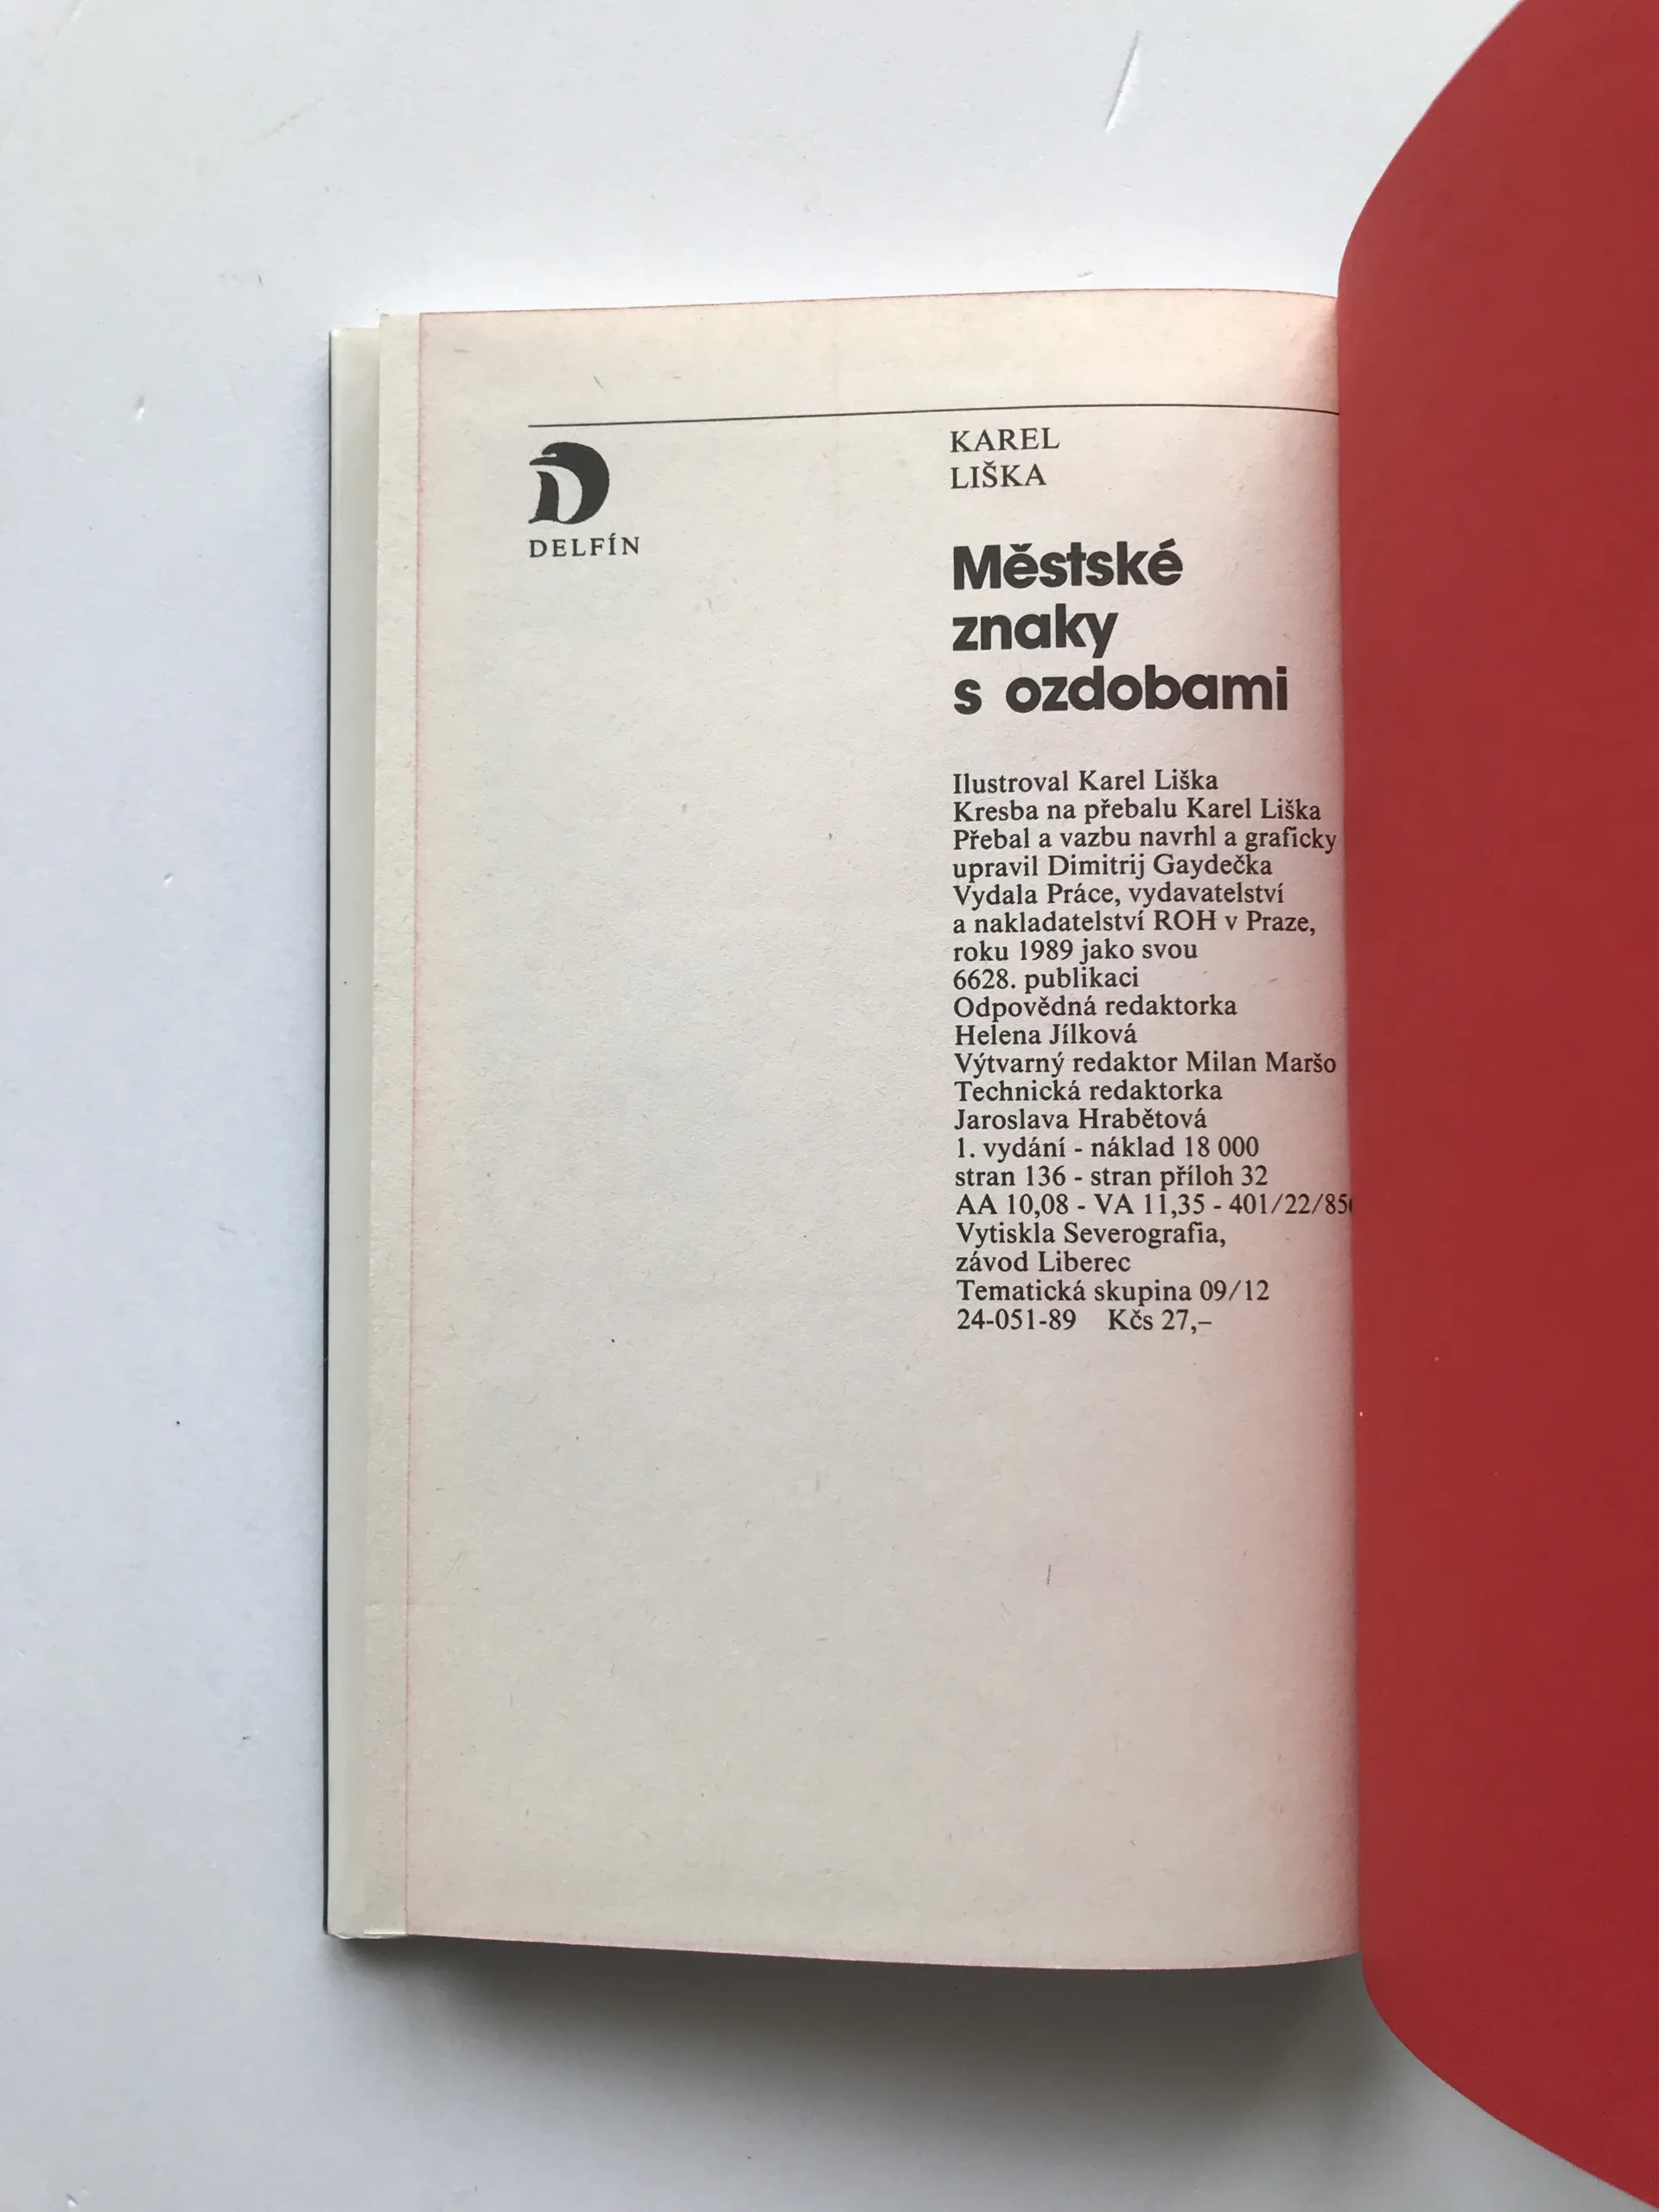 DELFÍN
KAREL
LIŠKA
Městské
znaky
s ozdobami
Ilustroval Karel Liška
Kresba na přebalu Karel Liška
Přebal a vazbu navrhl a graficky
upravil Dimitrij Gaydečka
Vydala Práce, vydavatelství
a nakladatelství ROH v Praze,
roku 1989 jako svou
6628. publikaci
Odpovědná redaktorka
Helena Jílková
Výtvarný redaktor Milan Maršo
Technická redaktorka
Jaroslava Hrabětová
1. vydání - náklad 18 000
stran 136 - stran příloh 32
AA 10,08 - VA 11,35 -
Vytiskla Severografia,
závod Liberec
Tematická skupina 09/12
24-051-89 Kčs 27,–